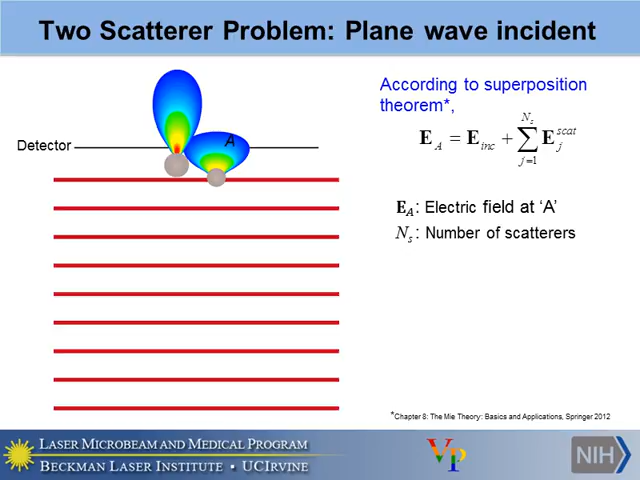 Two Scatterer Problem: Plane wave incident
According to superposition
theorem*,
E_A = E_inc + ∑_{j=1}^{N_s} E_j^scat
Detector
A
E_A: Electric field at ‘A’
N_s: Number of scatterers
*Chapter 8: The Mie Theory: Basics and Applications, Springer 2012
LASER MICROBEAM AND MEDICAL PROGRAM
BECKMAN LASER INSTITUTE • UCIRVINE
VP
NIH